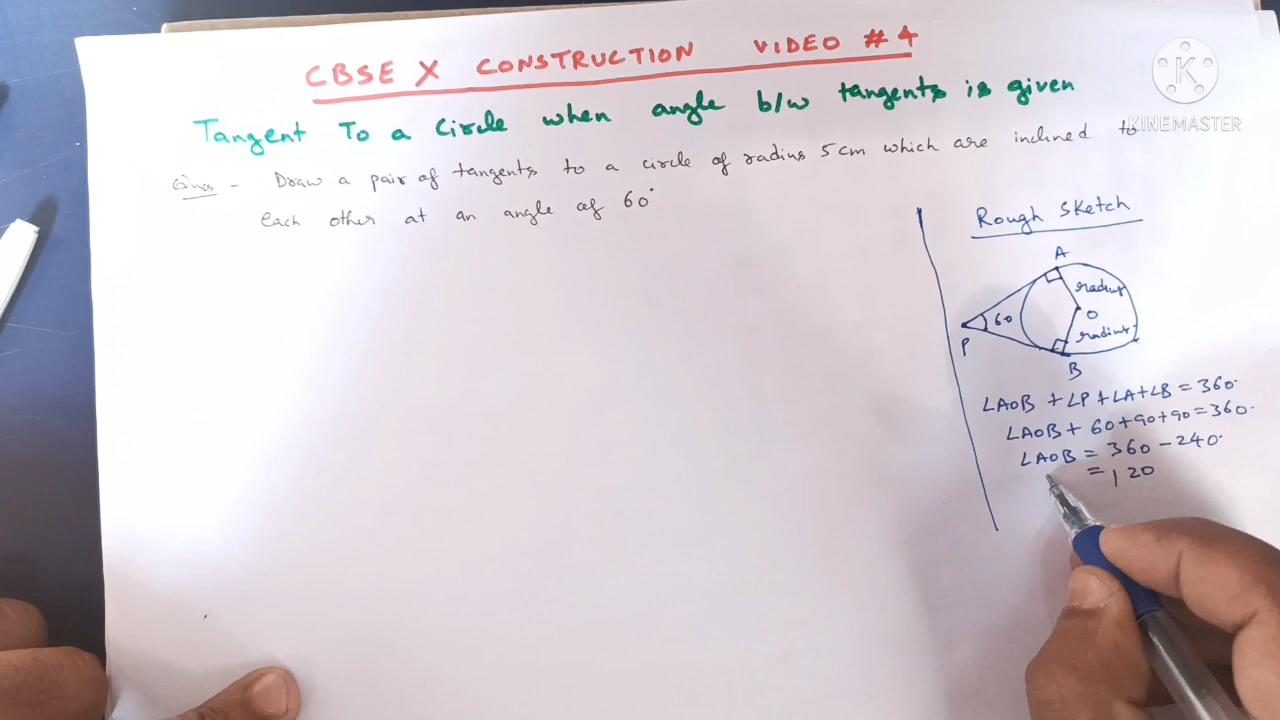 CBSE X CONSTRUCTION VIDEO #4
Tangent To a Circle when angle b/w tangents is given
Ques - Draw a pair of tangents to a circle of radius 5cm which are inclined to
each other at an angle of 60°
K
KINEMASTER
Rough Sketch
A
radius
60
O
radius
P
B
∠AOB + ∠P + ∠A + ∠B = 360°
∠AOB + 60 + 90 + 90 = 360°
∠AOB = 360 - 240°
= 120